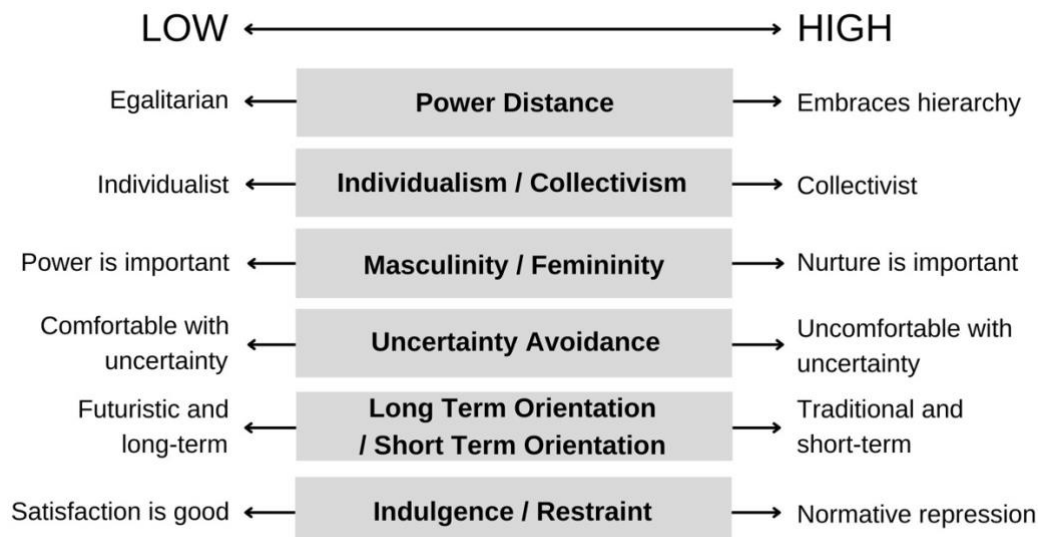 LOW HIGH
Egalitarian Power Distance Embraces hierarchy
Individualist Individualism / Collectivism Collectivist
Power is important Masculinity / Femininity Nurture is important
Comfortable with
uncertainty
Uncertainty Avoidance
Uncomfortable with
uncertainty
Futuristic and
long-term
Long Term Orientation
/ Short Term Orientation
Traditional and
short-term
Satisfaction is good Indulgence / Restraint Normative repression